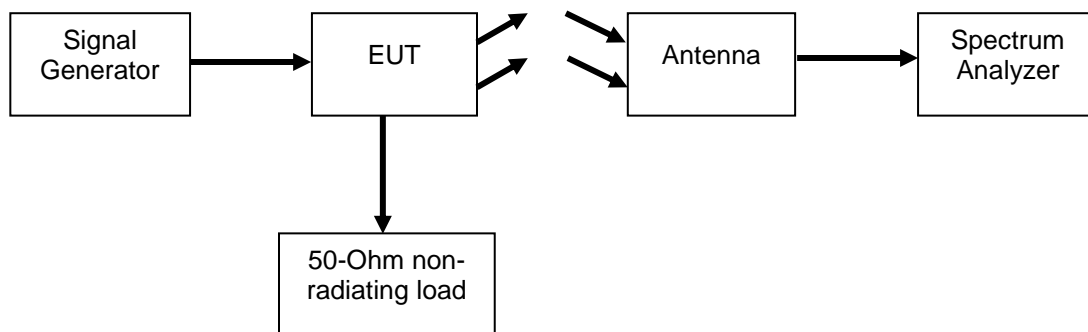 Signal
Generator
EUT
Antenna
Spectrum
Analyzer
50-Ohm non-
radiating load